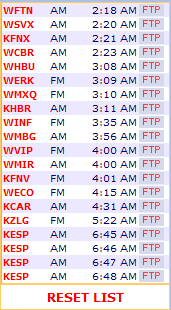 WFTN AM 2:18 AM FTP
WSVX AM 2:20 AM FTP
KFNX AM 2:21 AM FTP
WCBR AM 2:23 AM FTP
WHBU AM 3:08 AM FTP
WERK FM 3:09 AM FTP
WMXQ FM 3:10 AM FTP
KHBR AM 3:11 AM FTP
WINF FM 3:35 AM FTP
WMBG AM 3:56 AM FTP
WVIP FM 4:00 AM FTP
WMIR AM 4:00 AM FTP
KFNV FM 4:01 AM FTP
WECO FM 4:15 AM FTP
KCAR AM 4:31 AM FTP
KZLG FM 5:22 AM FTP
KESP AM 6:45 AM FTP
KESP AM 6:46 AM FTP
KESP AM 6:47 AM FTP
KESP AM 6:48 AM FTP
RESET LIST